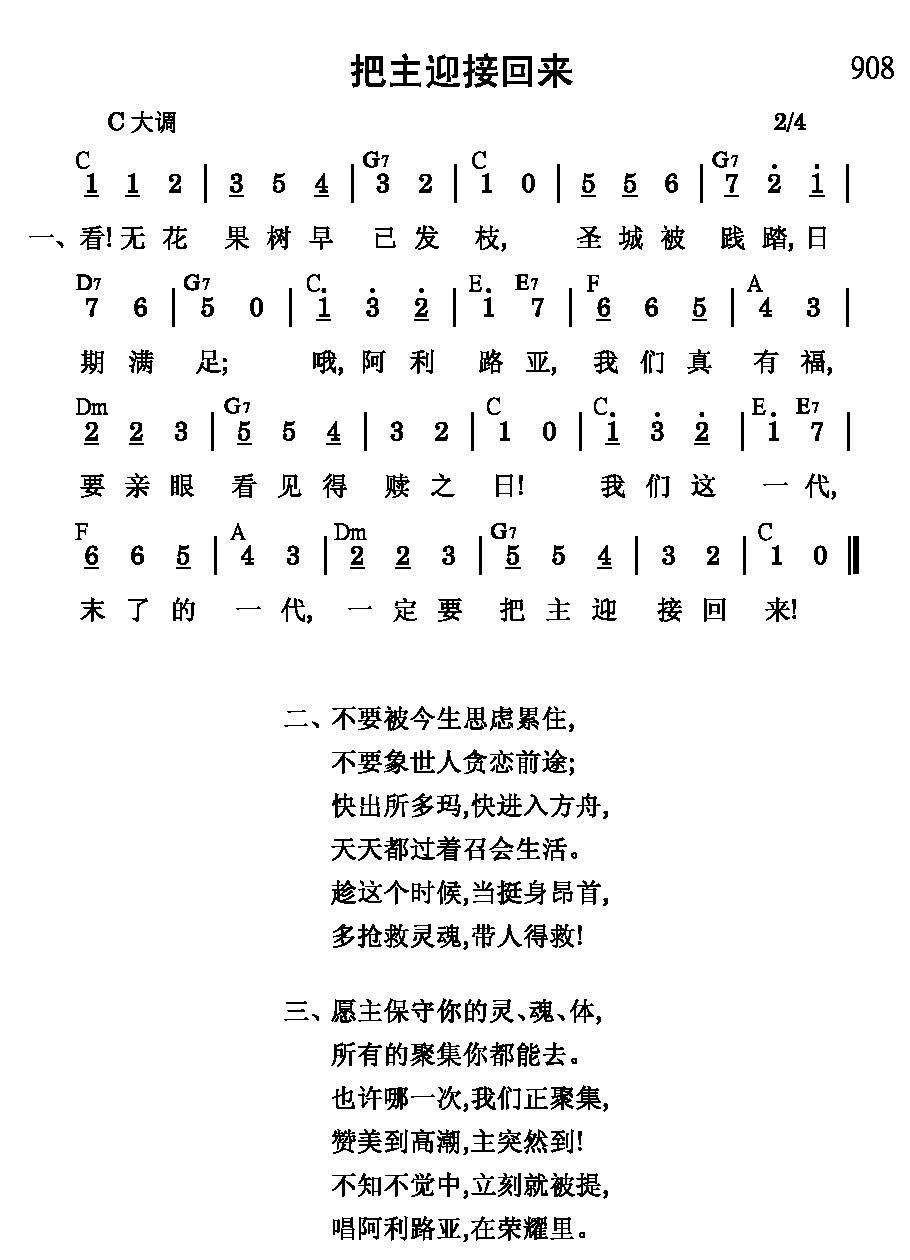 把主迎接回来 908
C 大调 2/4
C G7 C G7
1 1 2 | 3 5 4 | 3 2 | 1 0 | 5 5 6 | 7 2 1 |
一、看! 无 花 果 树 早 已 发 枝, 圣 城 被 践 踏, 日
D7 G7 C E E7 F A
7 6 | 5 0 | 1 3 2 | 1 7 | 6 6 5 | 4 3 |
期 满 足; 哦, 阿 利 路 亚, 我 们 真 有 福,
Dm G7 C C E E7
2 2 3 | 5 5 4 | 3 2 | 1 0 | 1 3 2 | 1 7 |
要 亲 眼 看 见 得 赎 之 日! 我 们 这 一 代,
F A Dm G7 C
6 6 5 | 4 3 | 2 2 3 | 5 5 4 | 3 2 | 1 0 ‖
末 了 的 一 代, 一 定 要 把 主 迎 接 回 来!
二、不要被今生思虑累住,
不要象世人贪恋前途;
快出所多玛,快进入方舟,
天天都过着召会生活。
趁这个时候,当挺身昂首,
多抢救灵魂,带人得救!
三、愿主保守你的灵、魂、体,
所有的聚集你都能去。
也许哪一次,我们正聚集,
赞美到高潮,主突然到!
不知不觉中,立刻就被提,
唱阿利路亚,在荣耀里。